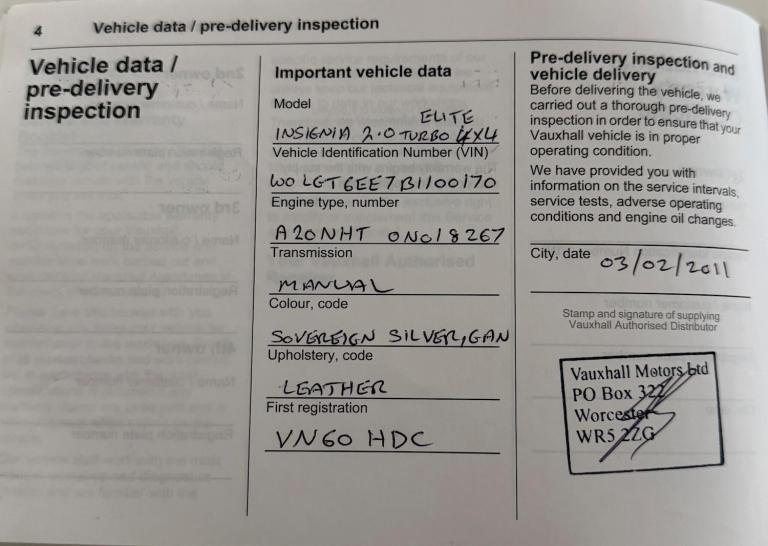 4 Vehicle data / pre-delivery inspection
Vehicle data /
pre-delivery
inspection
Important vehicle data
Model
ELITE
INSIGNIA 2.0 TURBO 4X4
Vehicle Identification Number (VIN)
WO LGT6EE7B1100170
Engine type, number
A20NHT 0N018267
Transmission
MANUAL
Colour, code
SOVEREIGN SILVER, GAN
Upholstery, code
LEATHER
First registration
VN60 HDC
Pre-delivery inspection and
vehicle delivery
Before delivering the vehicle, we
carried out a thorough pre-delivery
inspection in order to ensure that your
Vauxhall vehicle is in proper
operating condition.
We have provided you with
information on the service intervals,
service tests, adverse operating
conditions and engine oil changes.
City, date 03/02/2011
Stamp and signature of supplying
Vauxhall Authorised Distributor
Vauxhall Motors Ltd
PO Box 322
Worcester
WR5 2ZG